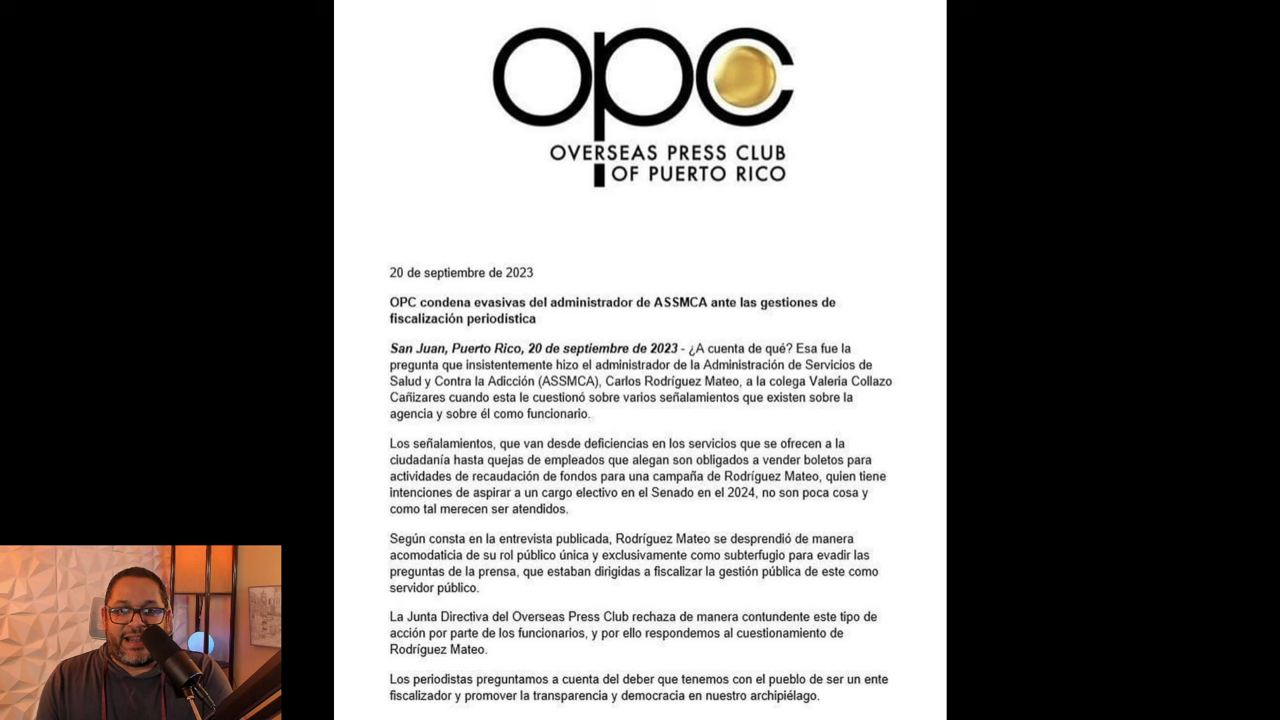 opc
OVERSEAS PRESS CLUB
OF PUERTO RICO
20 de septiembre de 2023
OPC condena evasivas del administrador de ASSMCA ante las gestiones de
fiscalización periodística
San Juan, Puerto Rico, 20 de septiembre de 2023 - ¿A cuenta de qué? Esa fue la
pregunta que insistentemente hizo el administrador de la Administración de Servicios de
Salud y Contra la Adicción (ASSMCA), Carlos Rodríguez Mateo, a la colega Valeria Collazo
Cañizares cuando esta le cuestionó sobre varios señalamientos que existen sobre la
agencia y sobre él como funcionario.
Los señalamientos, que van desde deficiencias en los servicios que se ofrecen a la
ciudadanía hasta quejas de empleados que alegan son obligados a vender boletos para
actividades de recaudación de fondos para una campaña de Rodríguez Mateo, quien tiene
intenciones de aspirar a un cargo electivo en el Senado en el 2024, no son poca cosa y
como tal merecen ser atendidos.
Según consta en la entrevista publicada, Rodríguez Mateo se desprendió de manera
acomodaticia de su rol público única y exclusivamente como subterfugio para evadir las
preguntas de la prensa, que estaban dirigidas a fiscalizar la gestión pública de este como
servidor público.
La Junta Directiva del Overseas Press Club rechaza de manera contundente este tipo de
acción por parte de los funcionarios, y por ello respondemos al cuestionamiento de
Rodríguez Mateo.
Los periodistas preguntamos a cuenta del deber que tenemos con el pueblo de ser un ente
fiscalizador y promover la transparencia y democracia en nuestro archipiélago.